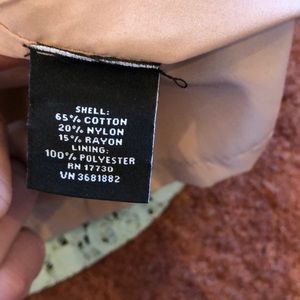 SHELL:
65% COTTON
20% NYLON
15% RAYON
LINING:
100% POLYESTER
RN 17730
VN 3681882